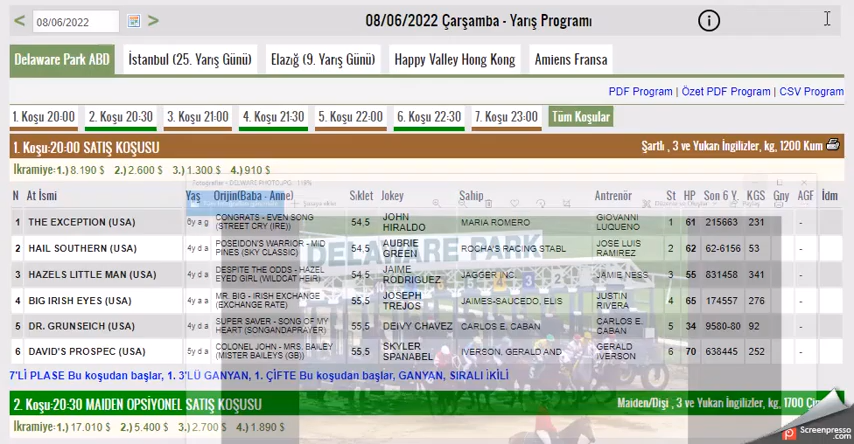 08/06/2022
08/06/2022 Çarşamba - Yarış Programı
Delaware Park ABD İstanbul (25. Yarış Günü) Elazığ (9. Yarış Günü) Happy Valley Hong Kong Amiens Fransa
PDF Program | Özet PDF Program | CSV Program
1. Koşu 20:00 2. Koşu 20:30 3. Koşu 21:00 4. Koşu 21:30 5. Koşu 22:00 6. Koşu 22:30 7. Koşu 23:00 Tüm Koşular
1. Koşu:20:00 SATIŞ KOŞUSU Şartlı , 3 ve Yukarı İngilizler, kg, 1200 Kum
İkramiye:1.) 8.190 $ 2.) 2.600 $ 3.) 1.300 $ 4.) 910 $
N At İsmi Yaş Orijin(Baba - Anne) Sıklet Jokey Sahip Antrenör St HP Son 6 Y. KGS Gny AGF İdm
1 THE EXCEPTION (USA) 6y d g CONGRATS - EVEN SONG (STREET CRY (IRE)) 54,5 JOHN HIRALDO MARIA ROMERO GIOVANNI LUQUENO 1 61 215663 231 -
2 HAIL SOUTHERN (USA) 4y d a POSEIDON'S WARRIOR - MID PINES (SKY CLASSIC) 54,5 AUBRIE GREEN ROCHA'S RACING STABL JOSE LUIS RAMIREZ 2 62 62-6156 53 -
3 HAZELS LITTLE MAN (USA) DESPITE THE ODDS - HAZEL EYED GIRL (WILDCAT HEIR) 54,5 JAIME RODRIGUEZ JAGGER INC. JAMIE NESS 3 55 831458 341 -
4 BIG IRISH EYES (USA) 4y a a MR. BIG - IRISH EXCHANGE (EXCHANGE RATE) 55,5 JOSEPH TREJOS JAIMES-SAUCEDO, ELIS JUSTIN RIVERA 4 65 174557 276 -
5 DR. GRUNSEICH (USA) 4y d a SUPER SAVER - SONG OF MY HEART (SONGANDAPRAYER) 55,5 DEIVY CHAVEZ CARLOS E. CABAN CARLOS E. CABAN 5 34 9580-80 92 -
6 DAVID'S PROSPEC (USA) 5y d g COLONEL JOHN - MRS. BAILEY (MISTER BAILEYS (GB)) 55,5 SKYLER SPANABEL IVERSON, GERALD AND GERALD IVERSON 6 70 638445 252 -
DELAWARE PARK
7'Lİ PLASE Bu koşudan başlar, 1. 3'LÜ GANYAN, 1. ÇİFTE Bu koşudan başlar, GANYAN, SIRALI İKİLİ
2. Koşu:20:30 MAIDEN OPSİYONEL SATIŞ KOŞUSU Maiden/Dişi , 3 ve Yukarı İngilizler, kg, 1700
İkramiye:1.) 17.010 $ 2.) 5.400 $ 3.) 2.700 $ 4.) 1.890 $
Screenpresso
.com